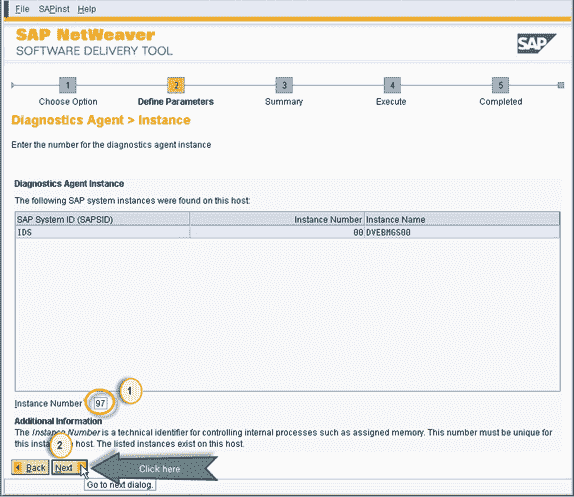 File SAPinst Help
SAP NetWeaver
SOFTWARE DELIVERY TOOL
SAP
1 2 3 4 5
Choose Option Define Parameters Summary Execute Completed
Diagnostics Agent > Instance
Enter the number for the diagnostics agent instance
Diagnostics Agent Instance
The following SAP system instances were found on this host:
SAP System ID (SAPSID) Instance Number Instance Name
IDS 00 DVEBMGS00
Instance Number 97 1
Additional Information
The Instance Number is a technical identifier for controlling internal processes such as assigned memory. This number must be unique for
this host. The listed instances exist on this host.
2
Back Next Click here
Go to next dialog.